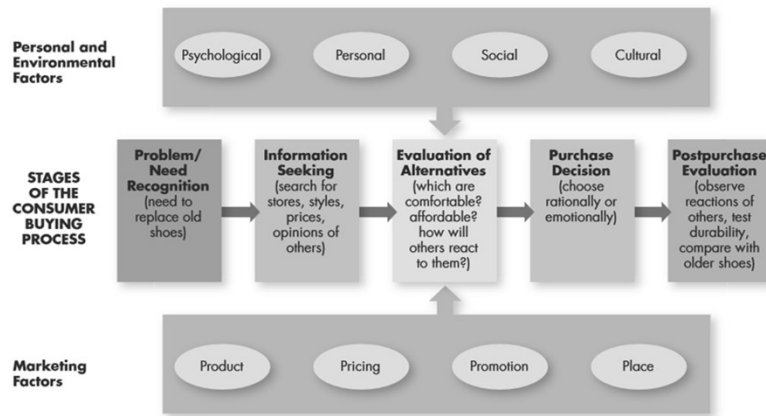 Personal and
Environmental
Factors
Psychological
Personal
Social
Cultural
STAGES
OF THE
CONSUMER
BUYING
PROCESS
Problem/
Need
Recognition
(need to
replace old
shoes)
Information
Seeking
(search for
stores, styles,
prices,
opinions of
others)
Evaluation of
Alternatives
(which are
comfortable?
affordable?
how will
others react
to them?)
Purchase
Decision
(choose
rationally or
emotionally)
Postpurchase
Evaluation
(observe
reactions of
others, test
durability,
compare with
older shoes)
Marketing
Factors
Product
Pricing
Promotion
Place